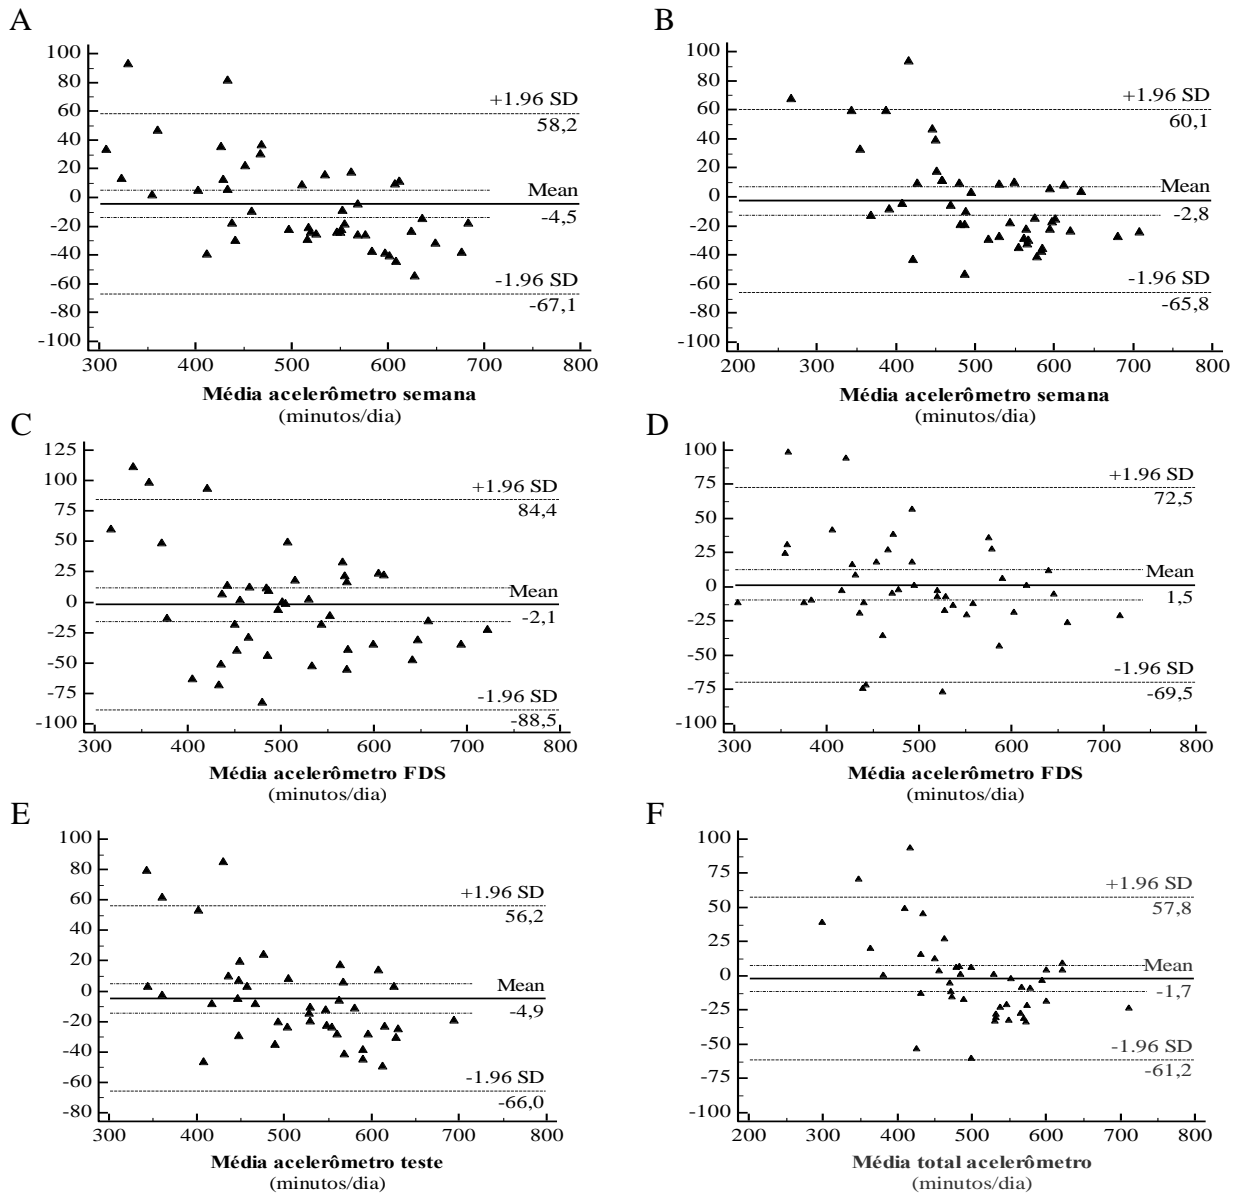 A
100
80
60
40
20
0
-20
-40
-60
-80
-100
+1.96 SD
58,2
Mean
-4,5
-1.96 SD
-67,1
300 400 500 600 700 800
Média acelerômetro semana
(minutos/dia)
B
100
80
60
40
20
0
-20
-40
-60
-80
-100
+1.96 SD
60,1
Mean
-2,8
-1.96 SD
-65,8
200 300 400 500 600 700 800
Média acelerômetro semana
(minutos/dia)
C
125
100
75
50
25
0
-25
-50
-75
-100
+1.96 SD
84,4
Mean
-2,1
-1.96 SD
-88,5
300 400 500 600 700 800
Média acelerômetro FDS
(minutos/dia)
D
100
75
50
25
0
-25
-50
-75
-100
+1.96 SD
72,5
Mean
1,5
-1.96 SD
-69,5
300 400 500 600 700 800
Média acelerômetro FDS
(minutos/dia)
E
100
80
60
40
20
0
-20
-40
-60
-80
+1.96 SD
56,2
Mean
-4,9
-1.96 SD
-66,0
300 400 500 600 700 800
Média acelerômetro teste
(minutos/dia)
F
100
75
50
25
0
-25
-50
-75
-100
+1.96 SD
57,8
Mean
-1,7
-1.96 SD
-61,2
200 300 400 500 600 700 800
Média total acelerômetro
(minutos/dia)